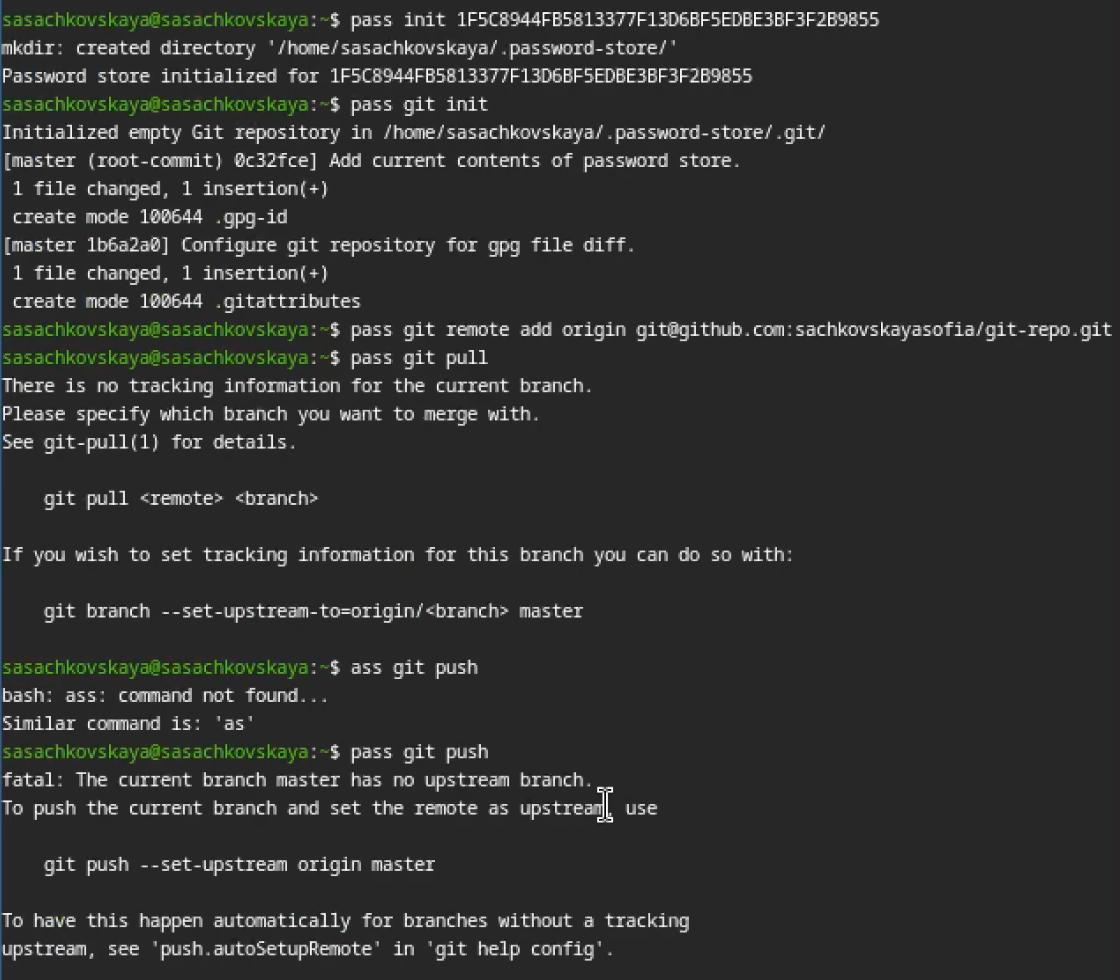 sasachkovskaya@sasachkovskaya:~$ pass init 1F5C8944FB5813377F13D6BF5EDBE3BF3F2B9855
mkdir: created directory '/home/sasachkovskaya/.password-store/'
Password store initialized for 1F5C8944FB5813377F13D6BF5EDBE3BF3F2B9855
sasachkovskaya@sasachkovskaya:~$ pass git init
Initialized empty Git repository in /home/sasachkovskaya/.password-store/.git/
[master (root-commit) 0c32fce] Add current contents of password store.
 1 file changed, 1 insertion(+)
 create mode 100644 .gpg-id
[master 1b6a2a0] Configure git repository for gpg file diff.
 1 file changed, 1 insertion(+)
 create mode 100644 .gitattributes
sasachkovskaya@sasachkovskaya:~$ pass git remote add origin git@github.com:sachkovskayasofia/git-repo.git
sasachkovskaya@sasachkovskaya:~$ pass git pull
There is no tracking information for the current branch.
Please specify which branch you want to merge with.
See git-pull(1) for details.
    git pull <remote> <branch>
If you wish to set tracking information for this branch you can do so with:
    git branch --set-upstream-to=origin/<branch> master
sasachkovskaya@sasachkovskaya:~$ ass git push
bash: ass: command not found...
Similar command is: 'as'
sasachkovskaya@sasachkovskaya:~$ pass git push
fatal: The current branch master has no upstream branch.
To push the current branch and set the remote as upstream, use
    git push --set-upstream origin master
To have this happen automatically for branches without a tracking
upstream, see 'push.autoSetupRemote' in 'git help config'.